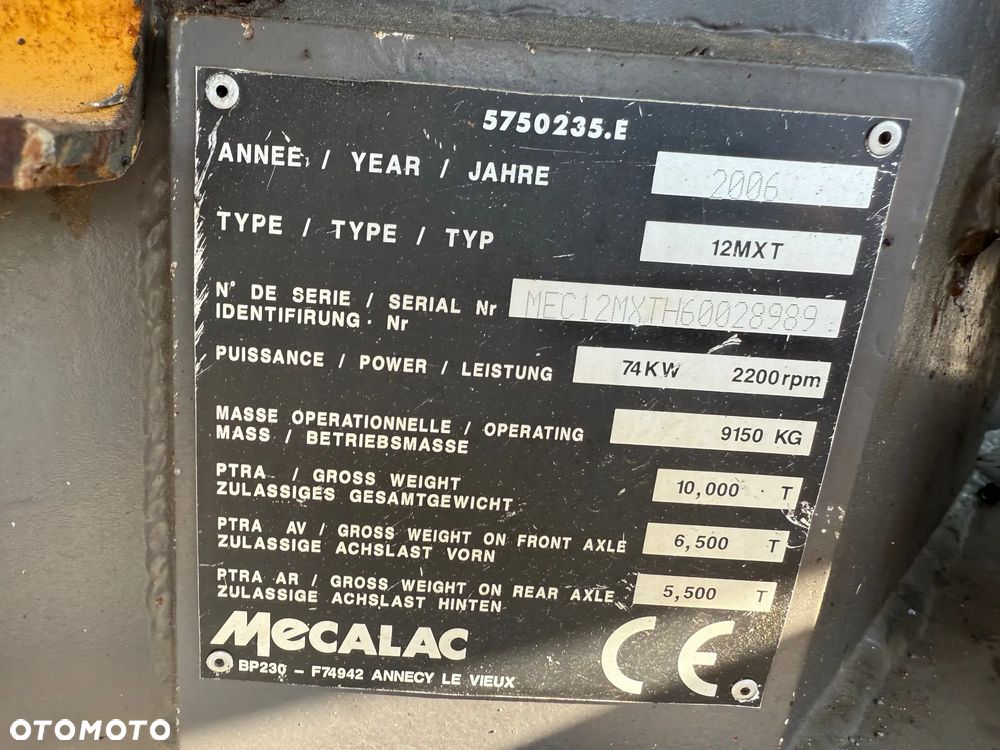 5750235.E
ANNEE, / YEAR / JAHRE 2006
TYPE / TYPE / TYP 12MXT
N° DE SERIE / SERIAL Nr MEC12MXTH60028989
IDENTIFIRUNG · Nr
PUISSANCE / POWER / LEISTUNG 74KW 2200rpm
MASSE OPERATIONNELLE / OPERATING 9150 KG
MASS / BETRIEBSMASSE
PTRA / GROSS WEIGHT 10,000 T
ZULASSIGES GESAMTGEWICHT
PTRA AV / GROSS WEIGHT ON FRONT AXLE 6,500 T
ZULASSIGE ACHSLAST VORN
PTRA AR / GROSS WEIGHT ON REAR AXLE 5,500 T
ZULASSIGE ACHSLAST HINTEN
MECALAC CE
BP230 - F74942 ANNECY LE VIEUX
OTOMOTO